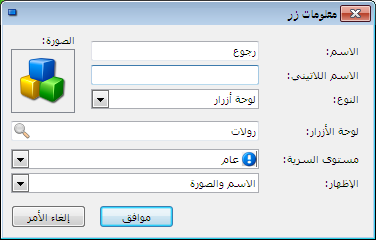 معلومات زر
الاسم: رجوع
الصورة:
الاسم اللاتيني:
النوع: لوحة أزرار
لوحة الأزرار: رولات
مستوى السرية: عام
الإظهار: الاسم والصورة
موافق إلغاء الأمر